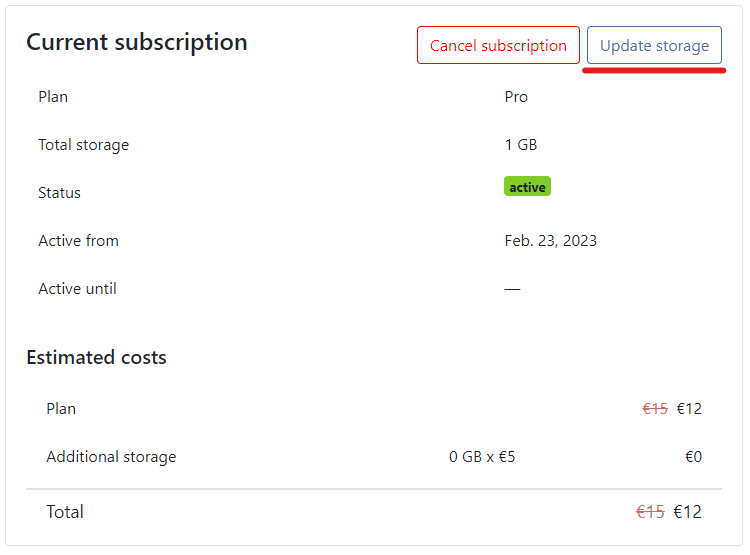 Current subscription Cancel subscription Update storage
Plan Pro
Total storage 1 GB
Status active
Active from Feb. 23, 2023
Active until —
Estimated costs
Plan €15 €12
Additional storage 0 GB x €5 €0
Total €15 €12